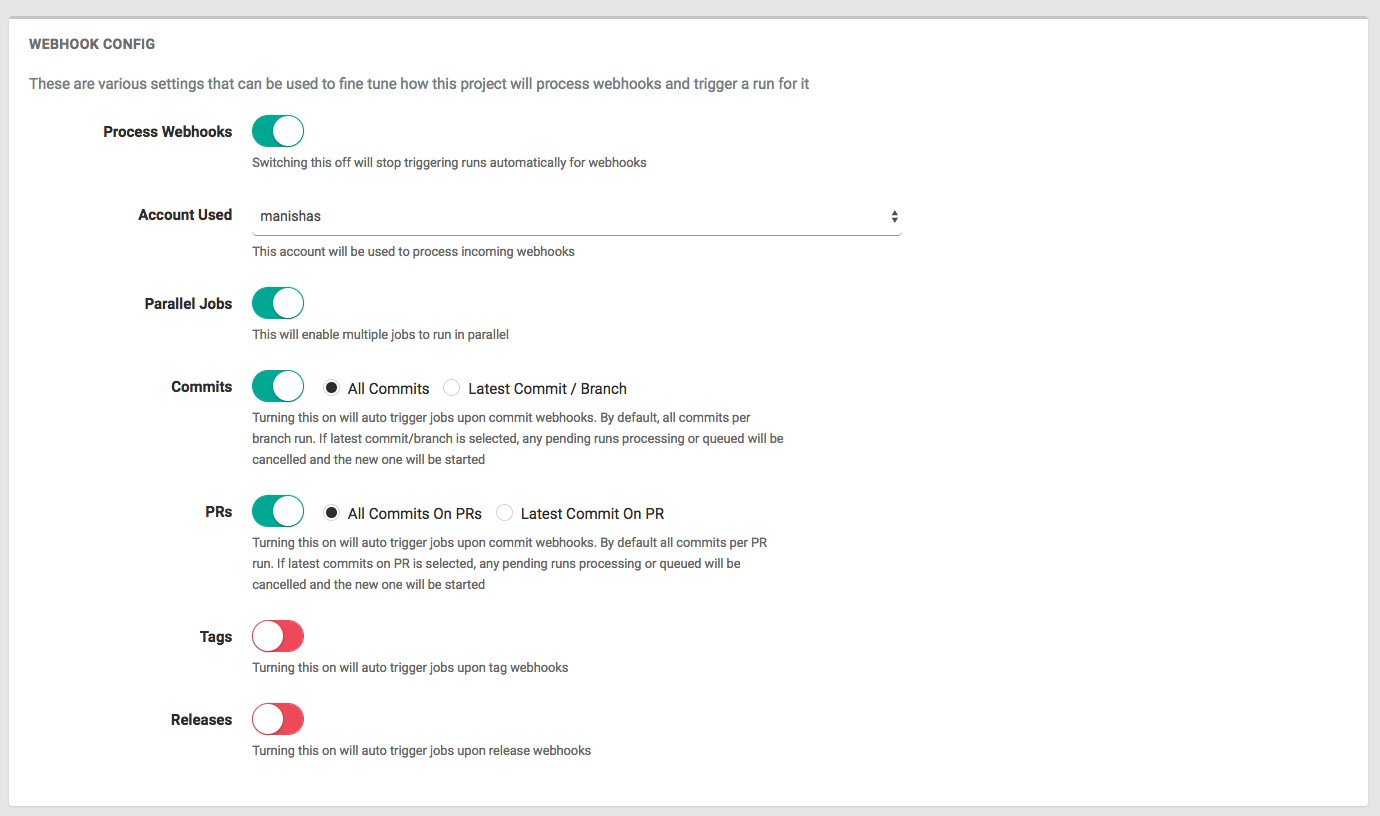 WEBHOOK CONFIG
These are various settings that can be used to fine tune how this project will process webhooks and trigger a run for it
Process Webhooks
Switching this off will stop triggering runs automatically for webhooks
Account Used manishas
This account will be used to process incoming webhooks
Parallel Jobs
This will enable multiple jobs to run in parallel
Commits All Commits Latest Commit / Branch
Turning this on will auto trigger jobs upon commit webhooks. By default, all commits per
branch run. If latest commit/branch is selected, any pending runs processing or queued will be
cancelled and the new one will be started
PRs All Commits On PRs Latest Commit On PR
Turning this on will auto trigger jobs upon commit webhooks. By default all commits per PR
run. If latest commits on PR is selected, any pending runs processing or queued will be
cancelled and the new one will be started
Tags
Turning this on will auto trigger jobs upon tag webhooks
Releases
Turning this on will auto trigger jobs upon release webhooks